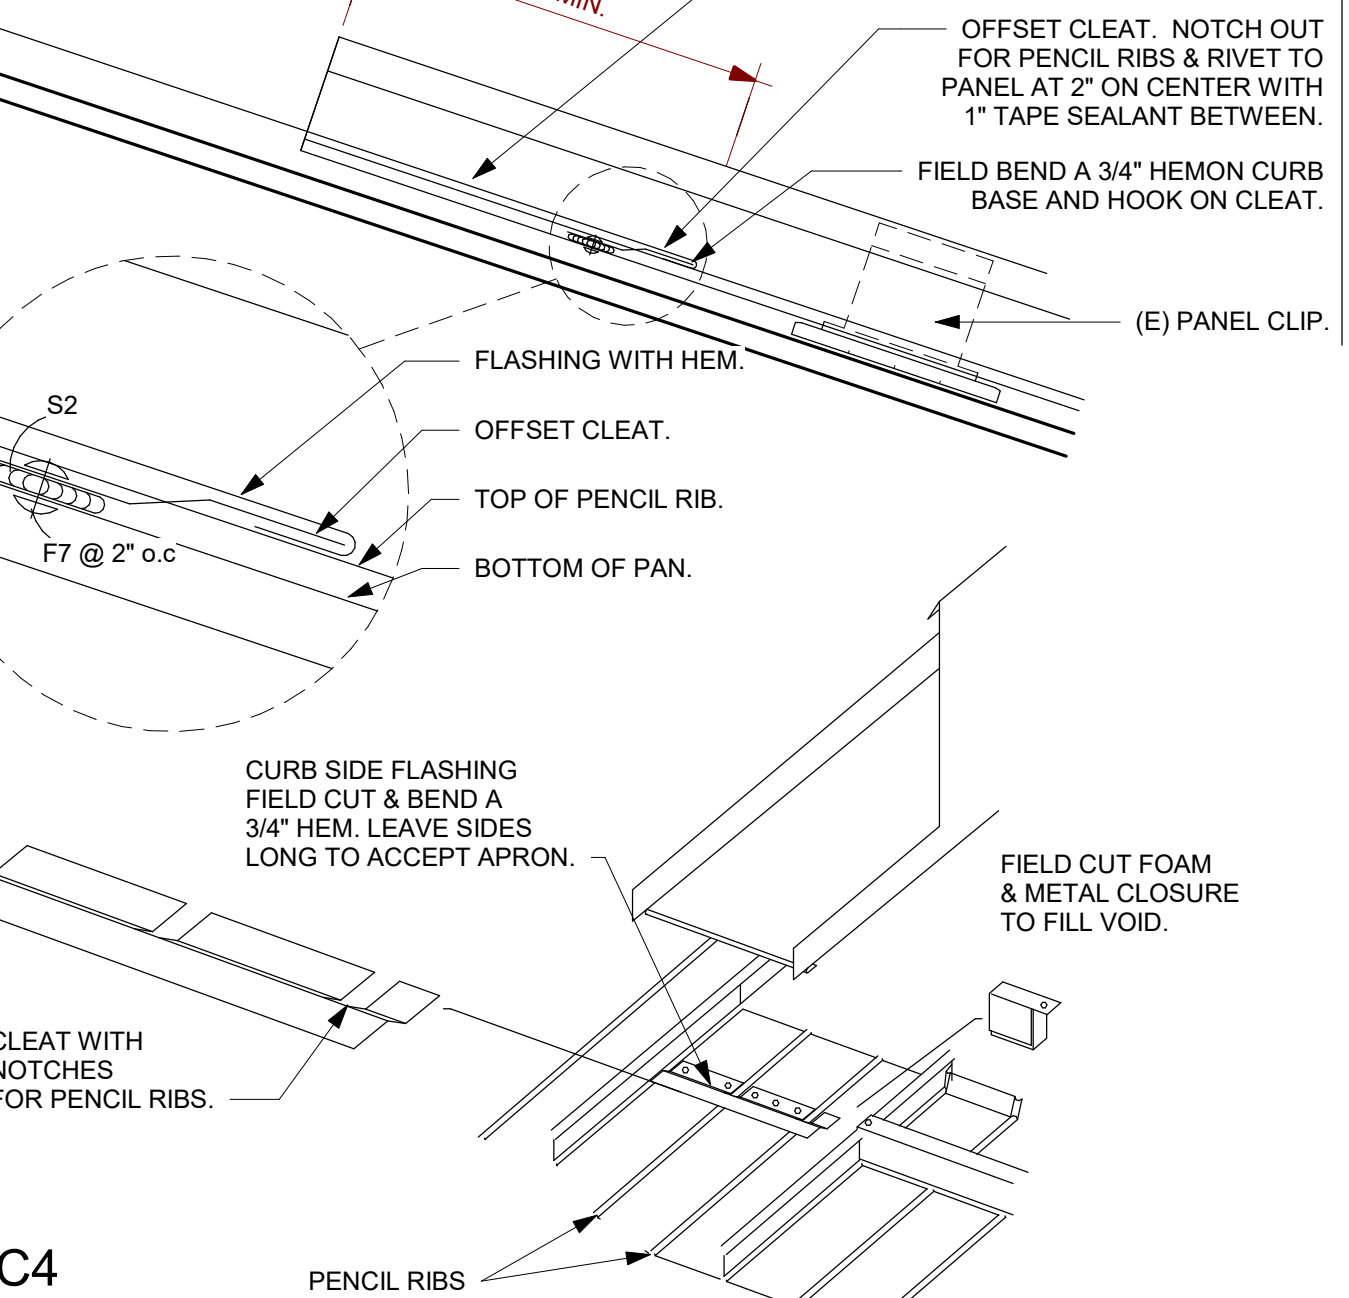 MIN.
OFFSET CLEAT. NOTCH OUT
FOR PENCIL RIBS & RIVET TO
PANEL AT 2" ON CENTER WITH
1" TAPE SEALANT BETWEEN.
FIELD BEND A 3/4" HEMON CURB
BASE AND HOOK ON CLEAT.
(E) PANEL CLIP.
FLASHING WITH HEM.
S2
OFFSET CLEAT.
TOP OF PENCIL RIB.
F7 @ 2" o.c
BOTTOM OF PAN.
CURB SIDE FLASHING
FIELD CUT & BEND A
3/4" HEM. LEAVE SIDES
LONG TO ACCEPT APRON.
FIELD CUT FOAM
& METAL CLOSURE
TO FILL VOID.
CLEAT WITH
NOTCHES
FOR PENCIL RIBS.
C4
PENCIL RIBS